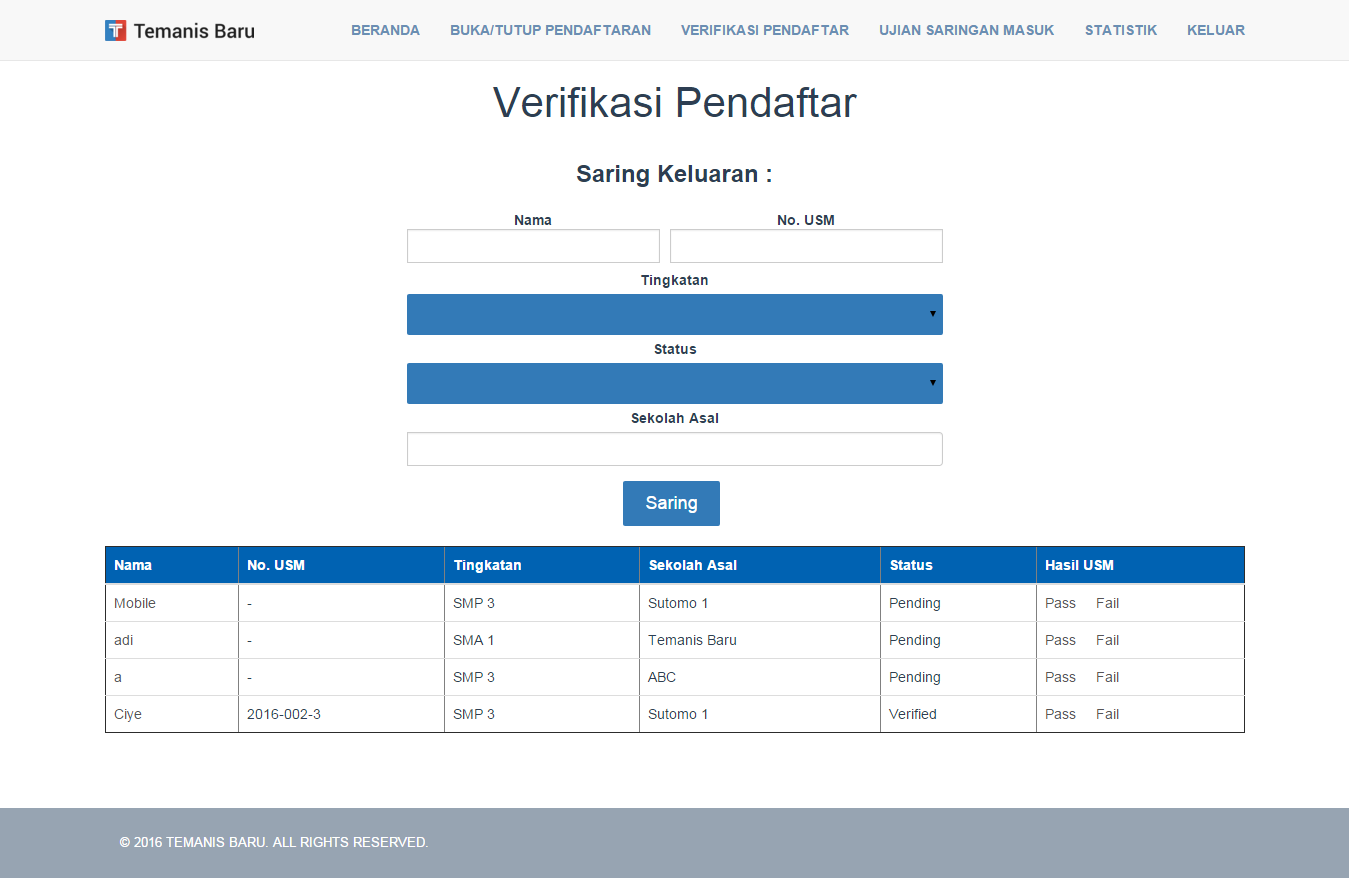 Temanis Baru BERANDA BUKA/TUTUP PENDAFTARAN VERIFIKASI PENDAFTAR UJIAN SARINGAN MASUK STATISTIK KELUAR
Verifikasi Pendaftar
Saring Keluaran :
Nama No. USM
Tingkatan
Status
Sekolah Asal
Saring
Nama No. USM Tingkatan Sekolah Asal Status Hasil USM
Mobile - SMP 3 Sutomo 1 Pending Pass Fail
adi - SMA 1 Temanis Baru Pending Pass Fail
a - SMP 3 ABC Pending Pass Fail
Ciye 2016-002-3 SMP 3 Sutomo 1 Verified Pass Fail
© 2016 TEMANIS BARU. ALL RIGHTS RESERVED.